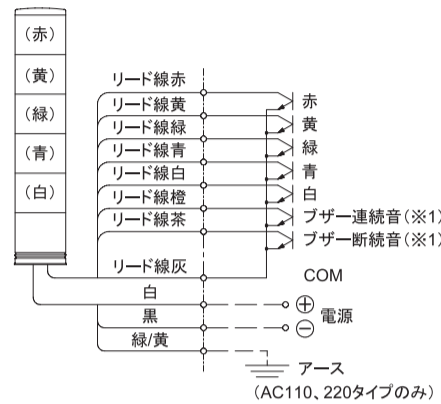 (赤)
(黄)
(緑)
(青)
(白)
リード線赤
リード線黄
リード線緑
リード線青
リード線白
リード線橙
リード線茶
リード線灰
白
黒
緑/黄
赤
黄
緑
青
白
ブザー連続音(※1)
ブザー断続音(※1)
COM
⊕
⊖
電源
アース
(AC110、220タイプのみ)